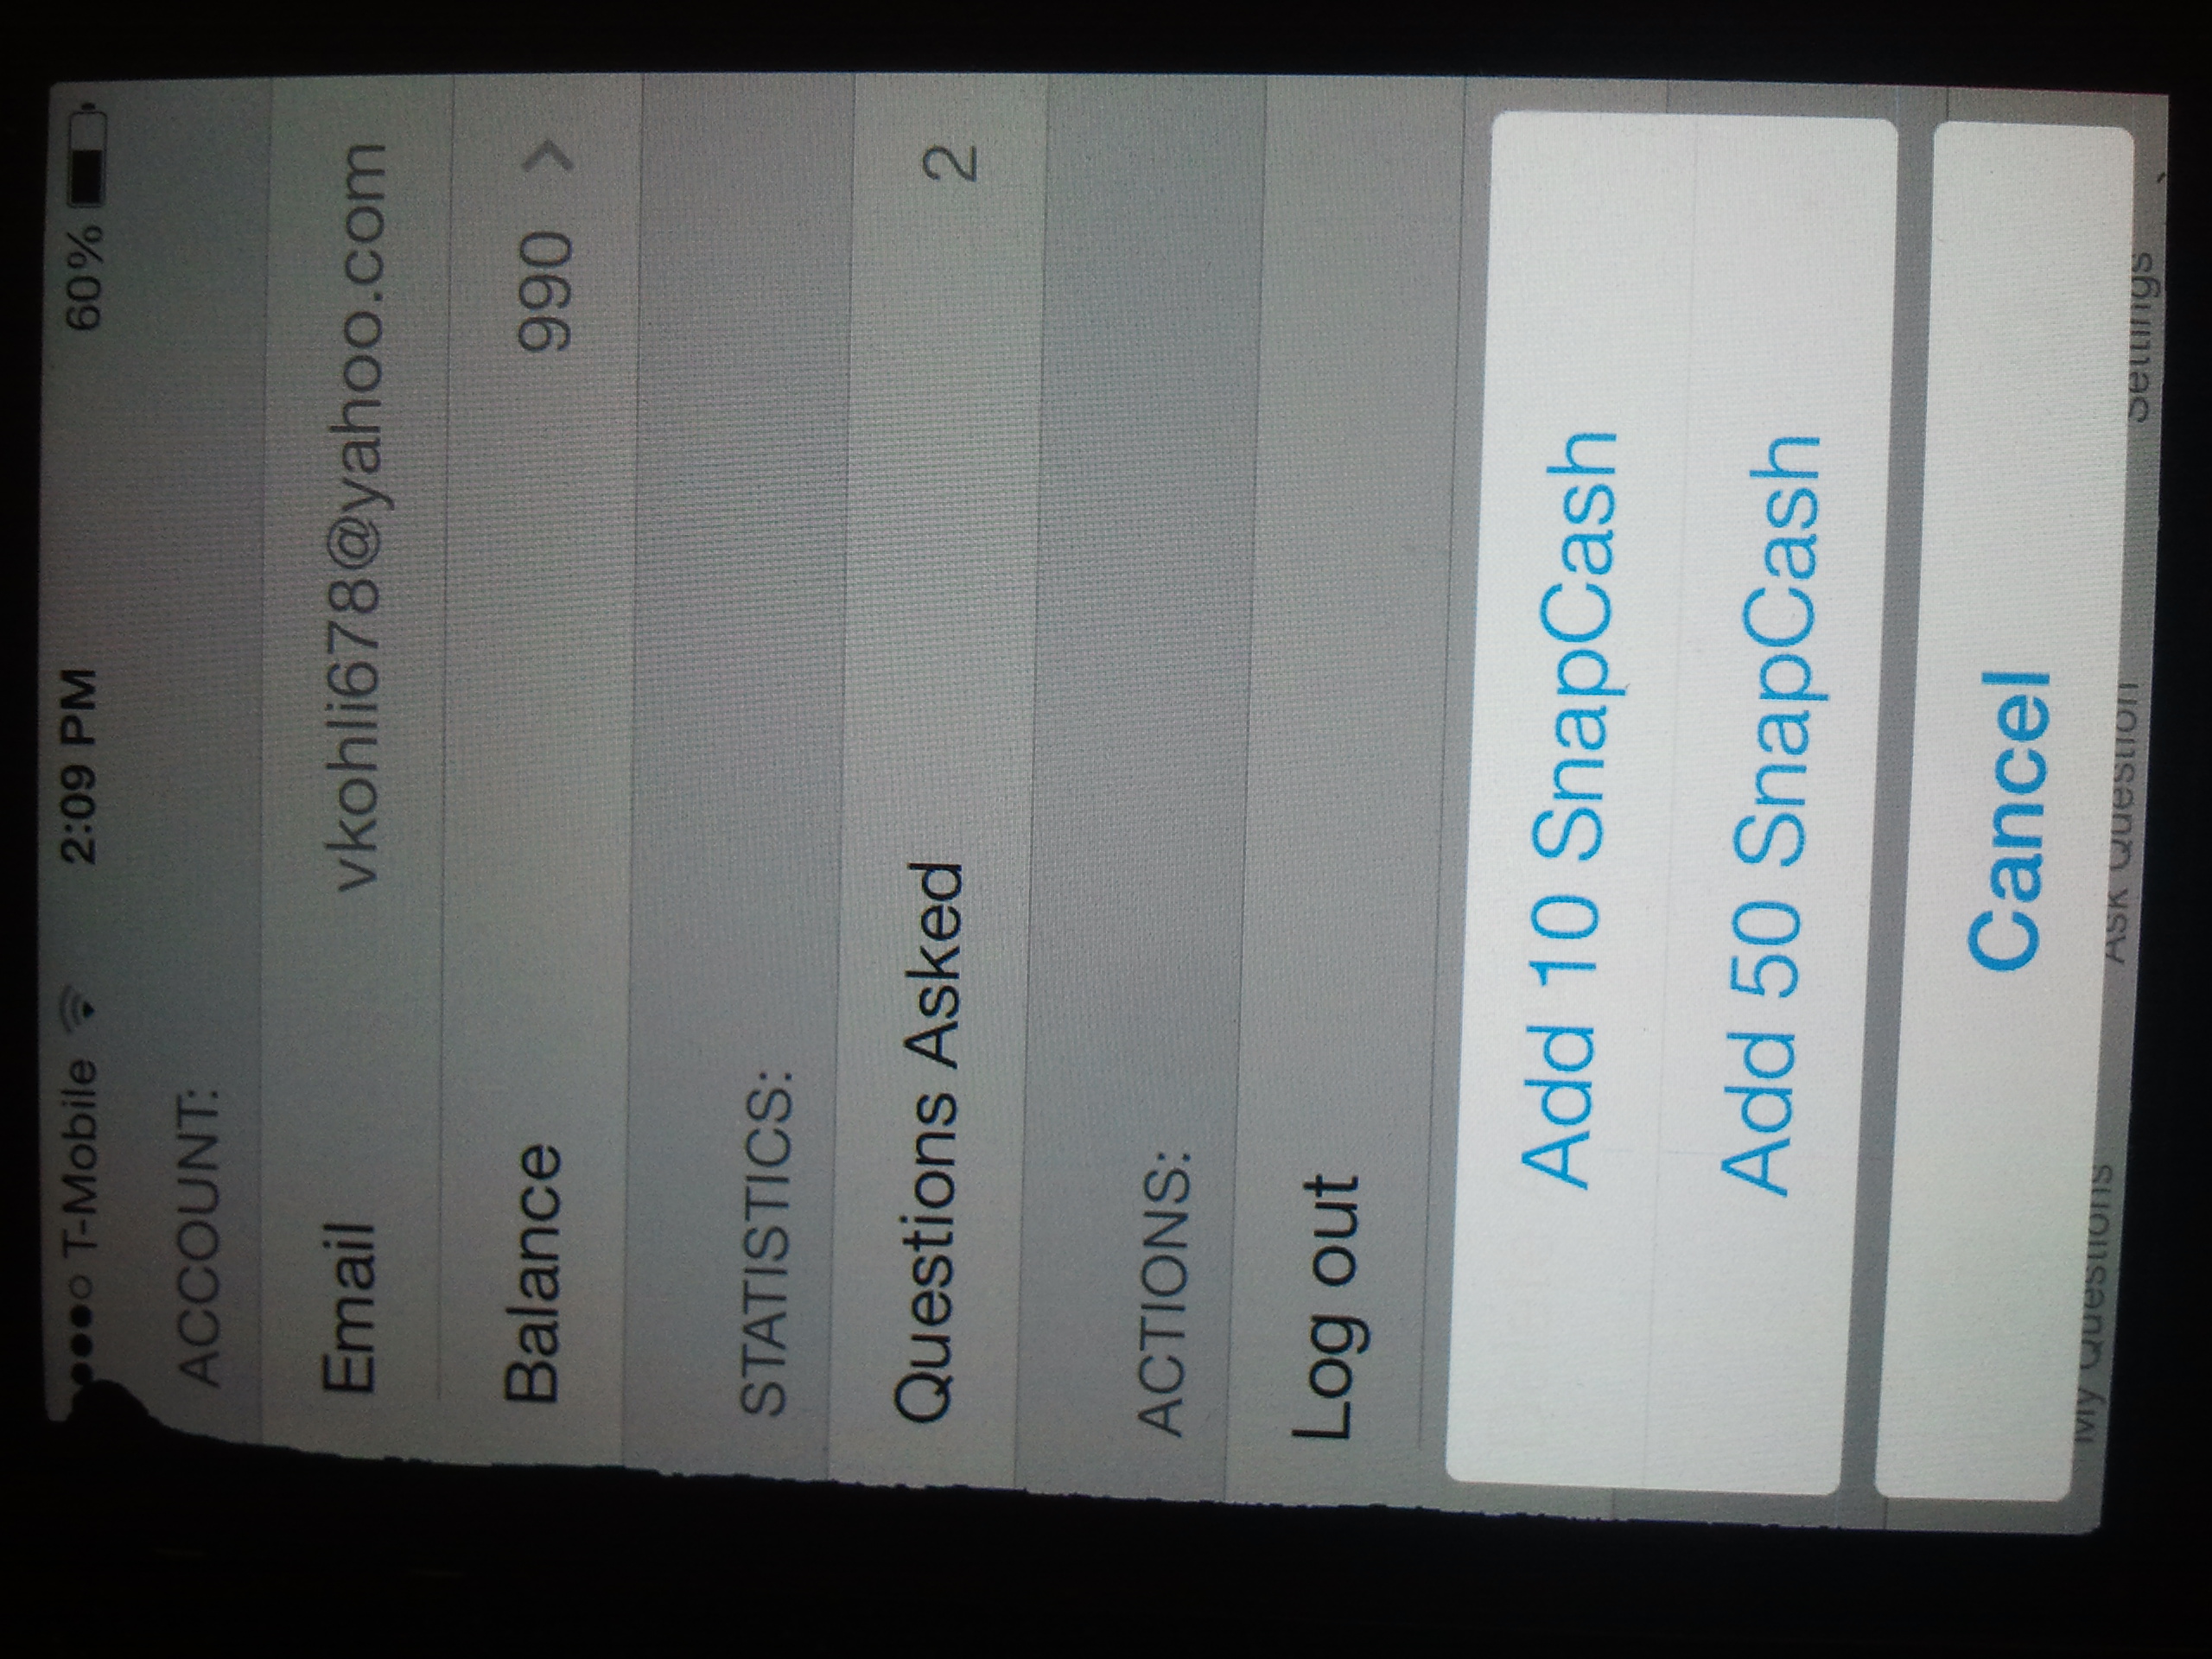 T-Mobile 2:09 PM 60%
ACCOUNT:
Email vkohli678@yahoo.com
Balance 990 >
STATISTICS:
Questions Asked 2
ACTIONS:
Log out
Add 10 SnapCash
Add 50 SnapCash
Cancel
My Questions Ask Question Settings